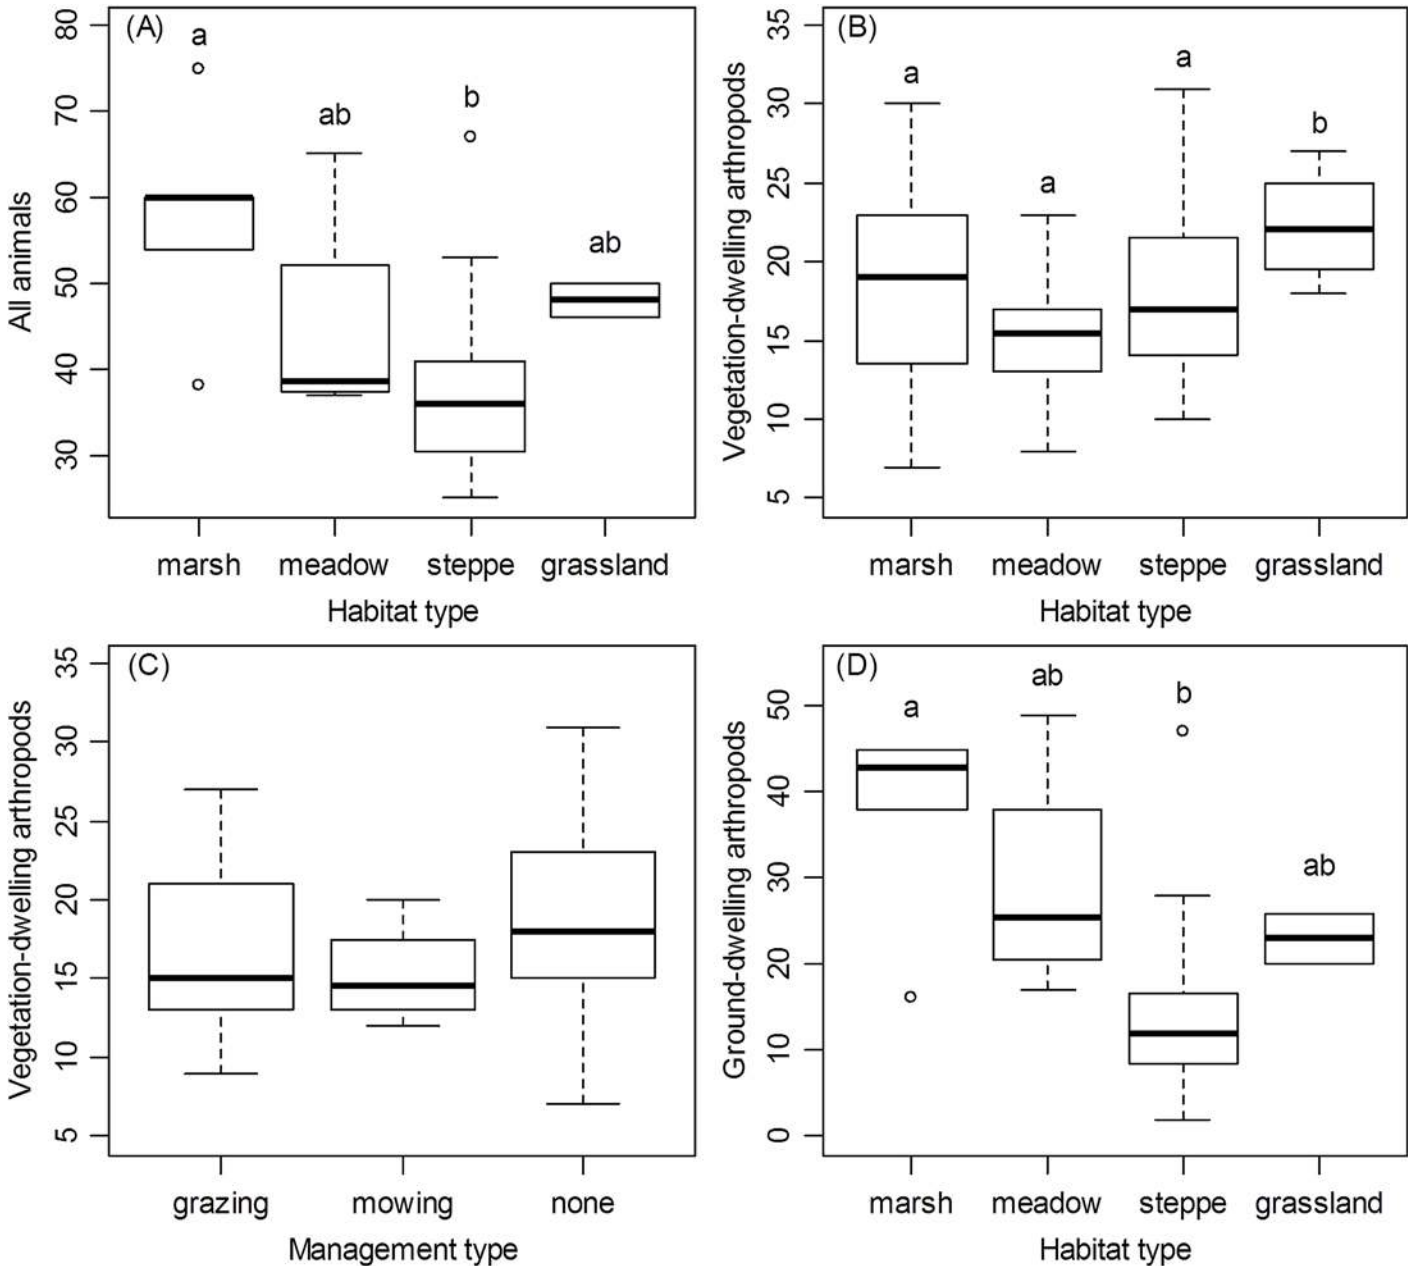 (A)
All animals
80
70
60
50
40
30
a
ab
b
ab
marsh meadow steppe grassland
Habitat type
(B)
Vegetation-dwelling arthropods
35
30
25
20
15
10
5
a
a
a
b
marsh meadow steppe grassland
Habitat type
(C)
Vegetation-dwelling arthropods
35
30
25
20
15
10
5
grazing mowing none
Management type
(D)
Ground-dwelling arthropods
50
40
30
20
10
0
a
ab
b
ab
marsh meadow steppe grassland
Habitat type